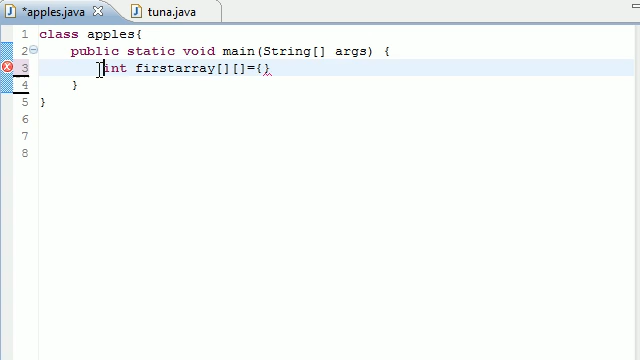 *apples.java tuna.java
1 class apples{
2 public static void main(String[] args) {
3 int firstarray[][]={}
4 }
5 }
6
7
8